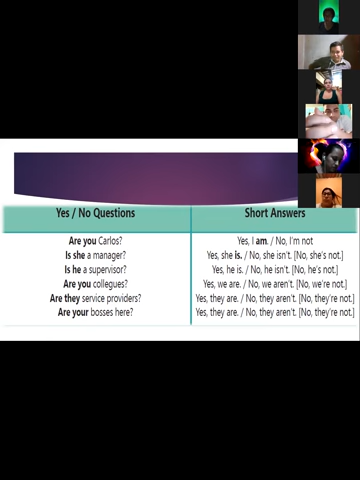 Yes / No Questions Short Answers
Are you Carlos? Yes, I am. / No, I'm not
Is she a manager? Yes, she is. / No, she isn't. [No, she's not.]
Is he a supervisor? Yes, he is. / No, he isn't. [No, he's not.]
Are you collegues? Yes, we are. / No, we aren't. [No, we're not.]
Are they service providers? Yes, they are. / No, they aren't. [No, they're not.]
Are your bosses here? Yes, they are. / No, they aren't. [No, they're not.]